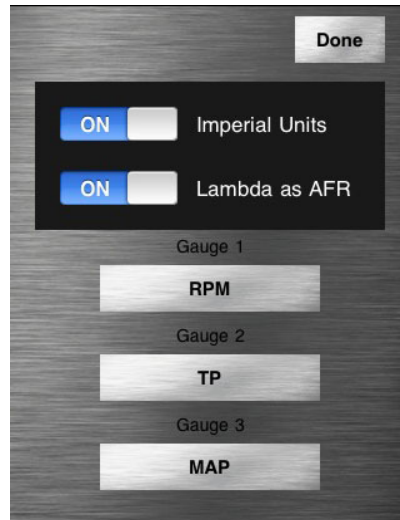 Done
ON Imperial Units
ON Lambda as AFR
Gauge 1
RPM
Gauge 2
TP
Gauge 3
MAP